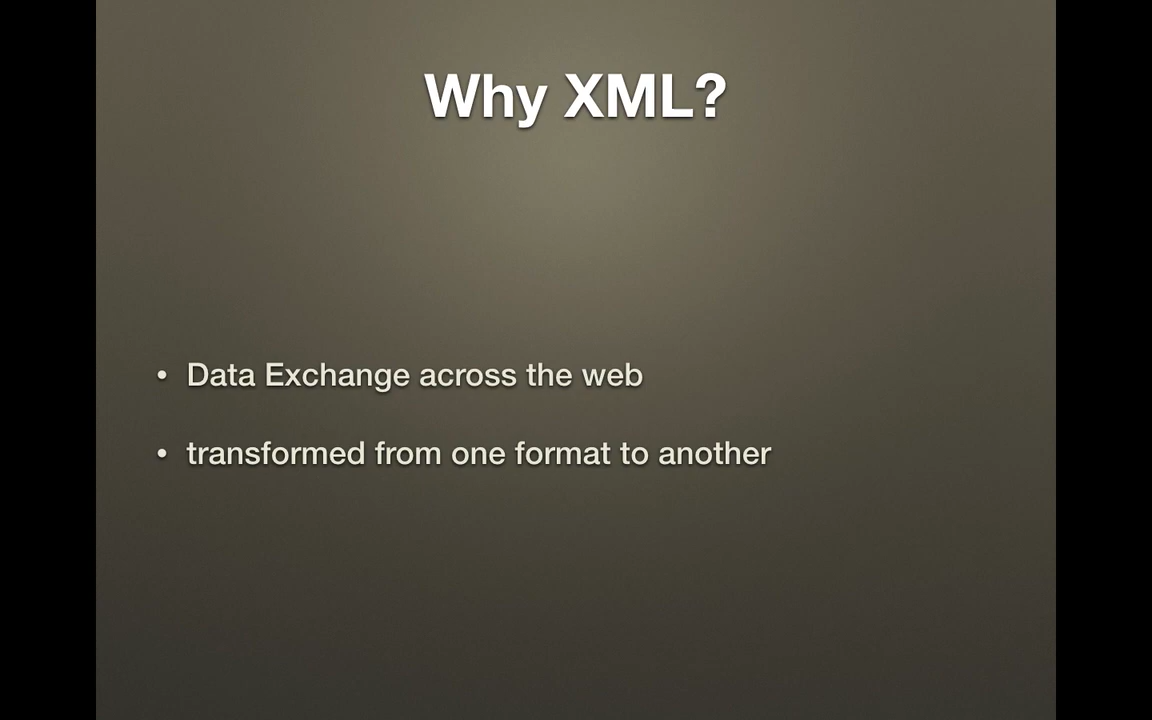 Why XML?
• Data Exchange across the web
• transformed from one format to another